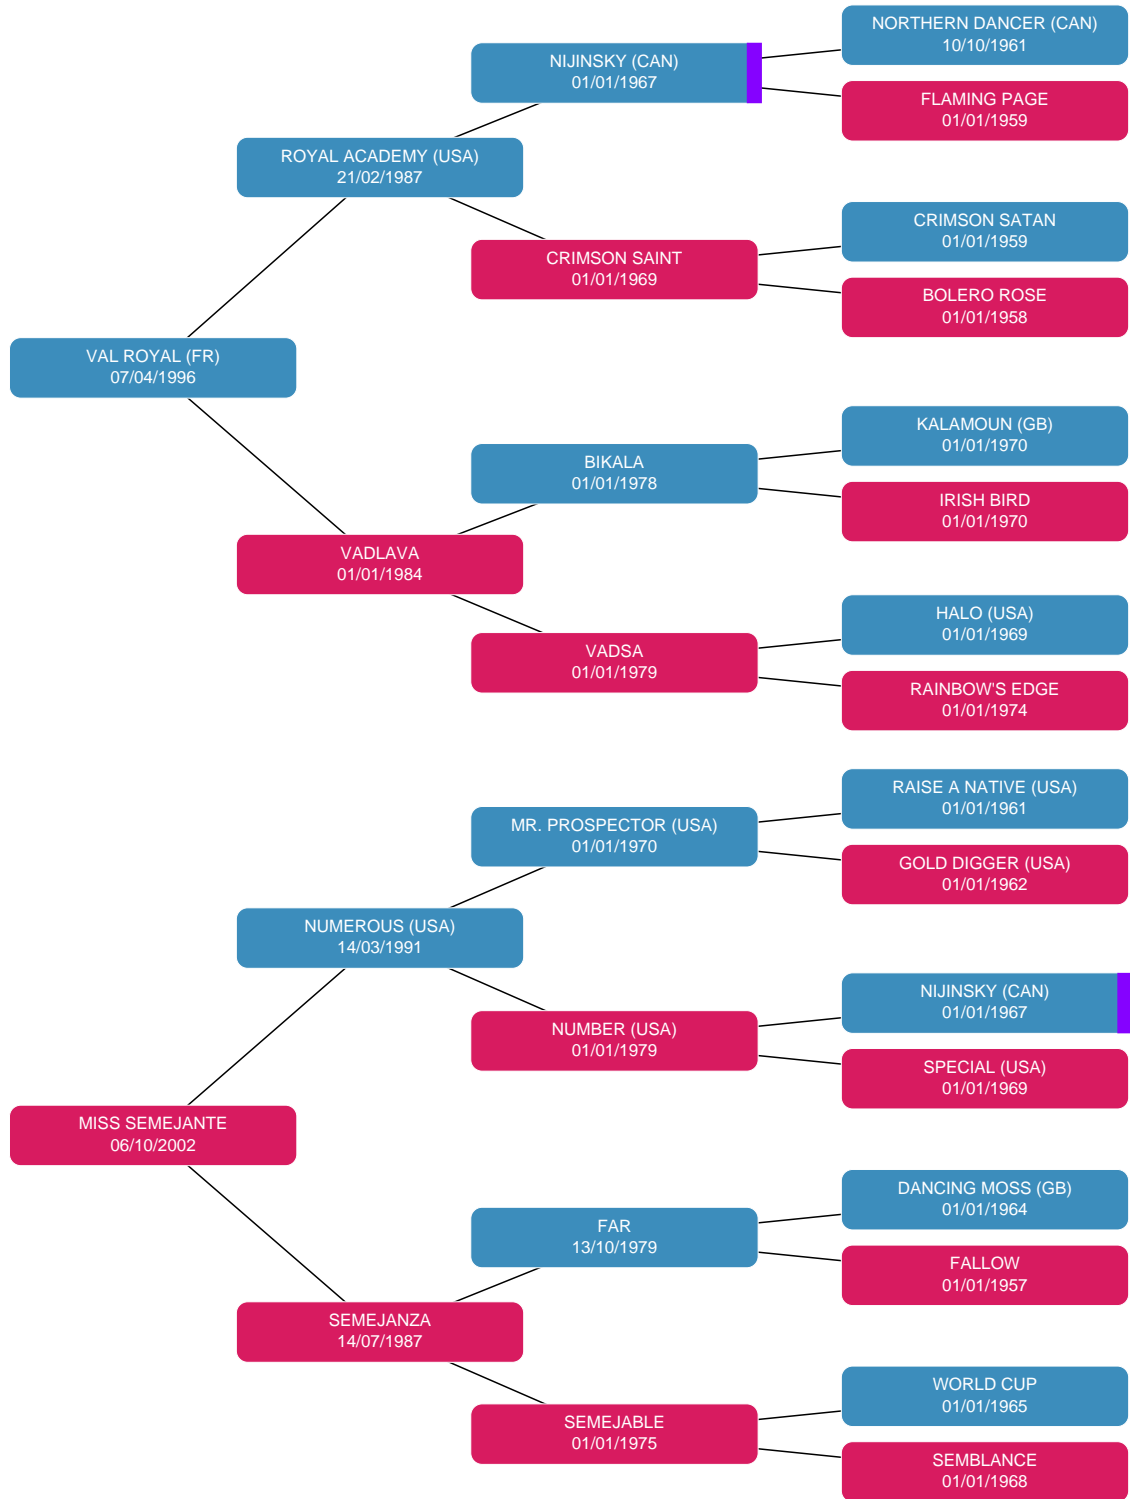 NORTHERN DANCER (CAN)
10/10/1961
NIJINSKY (CAN)
01/01/1967
FLAMING PAGE
01/01/1959
ROYAL ACADEMY (USA)
21/02/1987
CRIMSON SATAN
01/01/1959
CRIMSON SAINT
01/01/1969
BOLERO ROSE
01/01/1958
VAL ROYAL (FR)
07/04/1996
KALAMOUN (GB)
01/01/1970
BIKALA
01/01/1978
IRISH BIRD
01/01/1970
VADLAVA
01/01/1984
HALO (USA)
01/01/1969
VADSA
01/01/1979
RAINBOW'S EDGE
01/01/1974
RAISE A NATIVE (USA)
01/01/1961
MR. PROSPECTOR (USA)
01/01/1970
GOLD DIGGER (USA)
01/01/1962
NUMEROUS (USA)
14/03/1991
NIJINSKY (CAN)
01/01/1967
NUMBER (USA)
01/01/1979
SPECIAL (USA)
01/01/1969
MISS SEMEJANTE
06/10/2002
DANCING MOSS (GB)
01/01/1964
FAR
13/10/1979
FALLOW
01/01/1957
SEMEJANZA
14/07/1987
WORLD CUP
01/01/1965
SEMEJABLE
01/01/1975
SEMBLANCE
01/01/1968